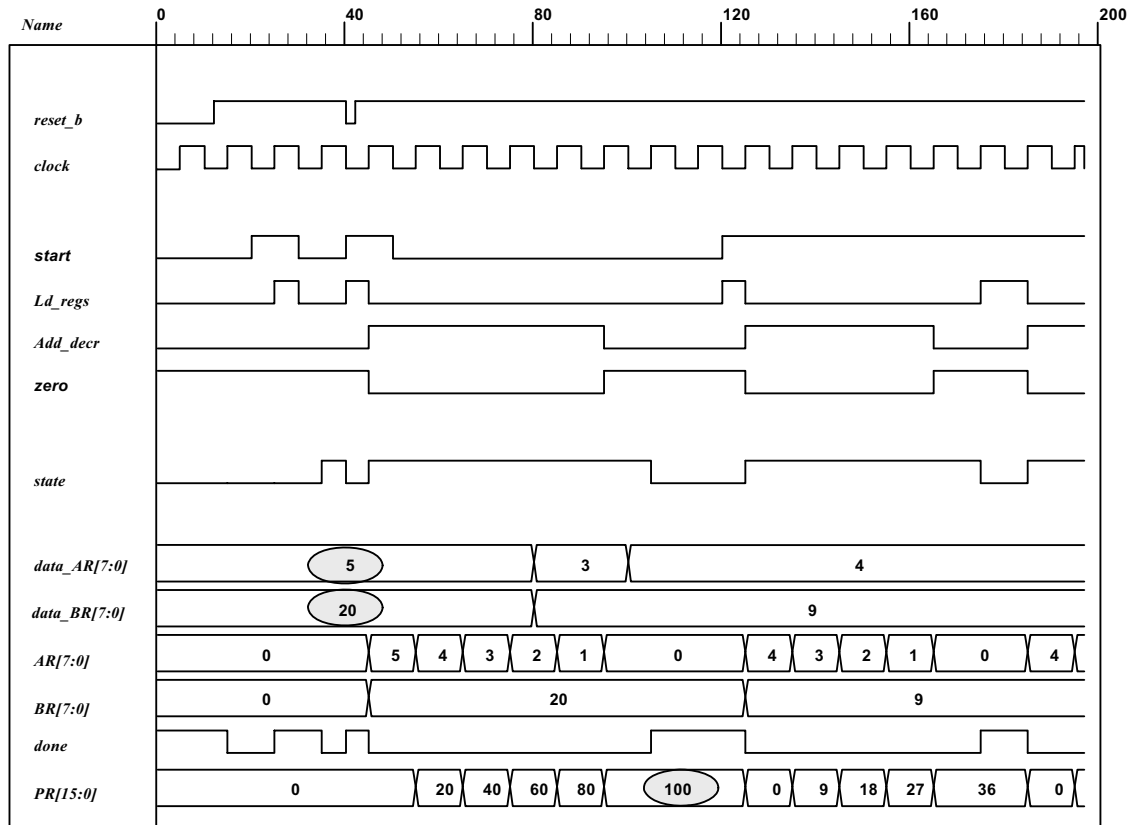 Name 0 40 80 120 160 200
reset_b
clock
start
Ld_regs
Add_decr
zero
state
data_AR[7:0] 5 3 4
data_BR[7:0] 20 9
AR[7:0] 0 5 4 3 2 1 0 4 3 2 1 0 4
BR[7:0] 0 20 9
done
PR[15:0] 0 20 40 60 80 100 0 9 18 27 36 0